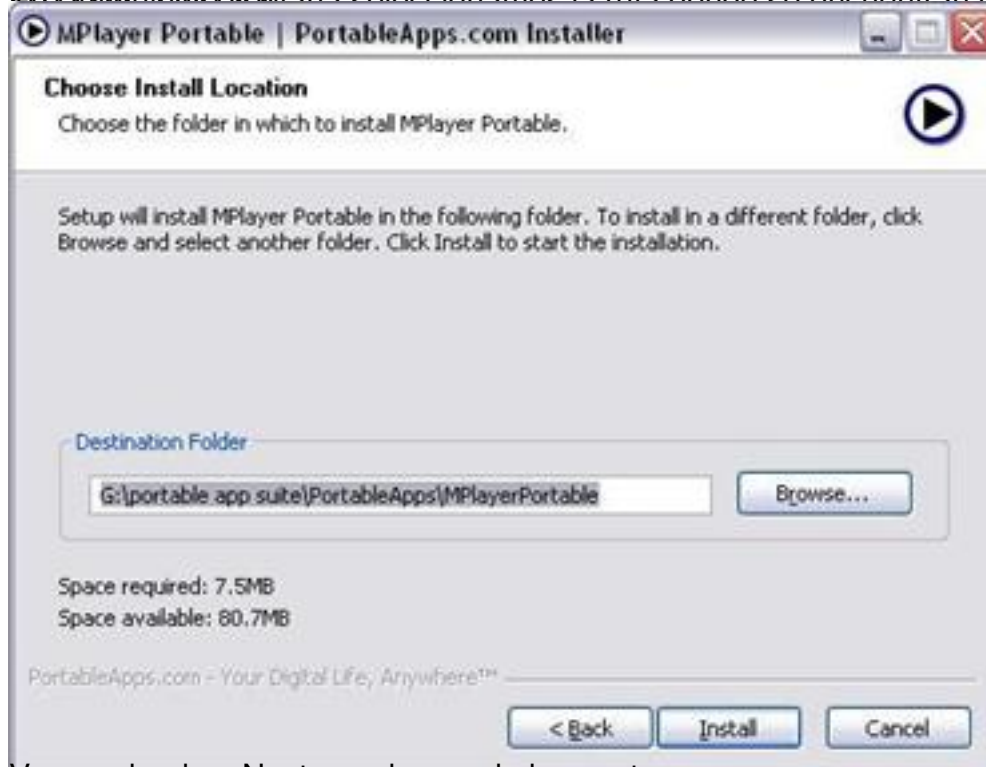 MPlayer Portable | PortableApps.com Installer
Choose Install Location
Choose the folder in which to install MPlayer Portable.
Setup will install MPlayer Portable in the following folder. To install in a different folder, click
Browse and select another folder. Click Install to start the installation.
Destination Folder
G:\portable app suite\PortableApps\MPlayerPortable
Browse...
Space required: 7.5MB
Space available: 80.7MB
PortableApps.com - Your Digital Life, Anywhere™
< Back
Install
Cancel